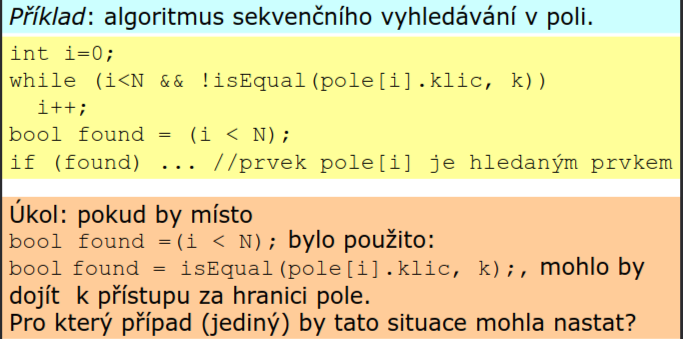 Příklad: algoritmus sekvenčního vyhledávání v poli.
int i=0;
while (i<N && !isEqual(pole[i].klic, k))
  i++;
bool found = (i < N);
if (found) ... //prvek pole[i] je hledaným prvkem
Úkol: pokud by místo
bool found =(i < N); bylo použito:
bool found = isEqual(pole[i].klic, k);, mohlo by
dojít k přístupu za hranici pole.
Pro který případ (jediný) by tato situace mohla nastat?